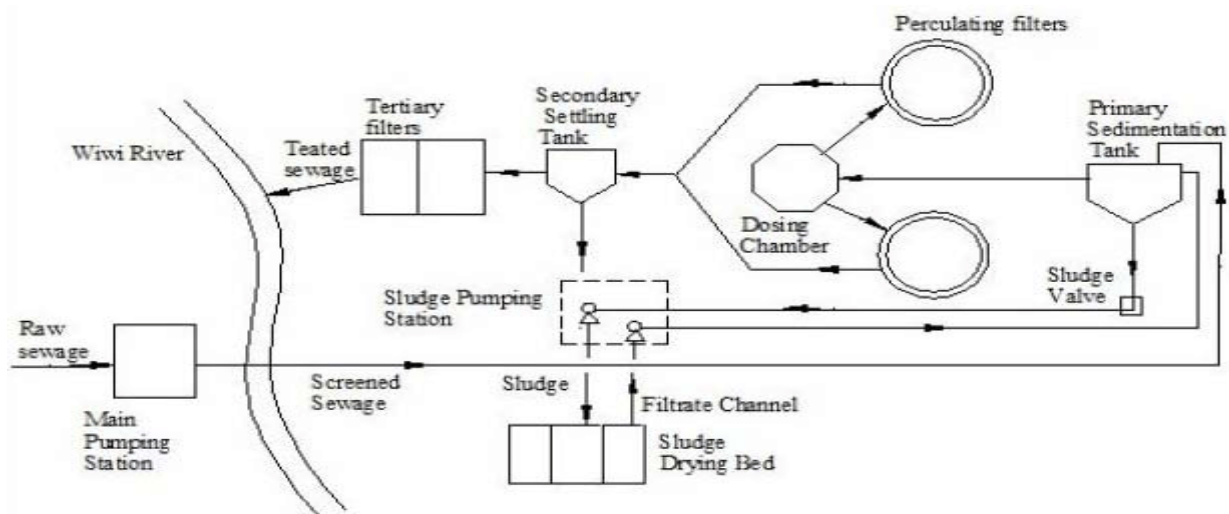 Perculating filters
Secondary
Settling
Tank
Primary
Sedimentation
Tank
Tertiary
filters
Wiwi River
Teated
sewage
Dosing
Chamber
Sludge
Valve
Sludge Pumping
Station
Raw
sewage
Screened
Sewage
Sludge
Filtrate Channel
Main
Pumping
Station
Sludge
Drying Bed